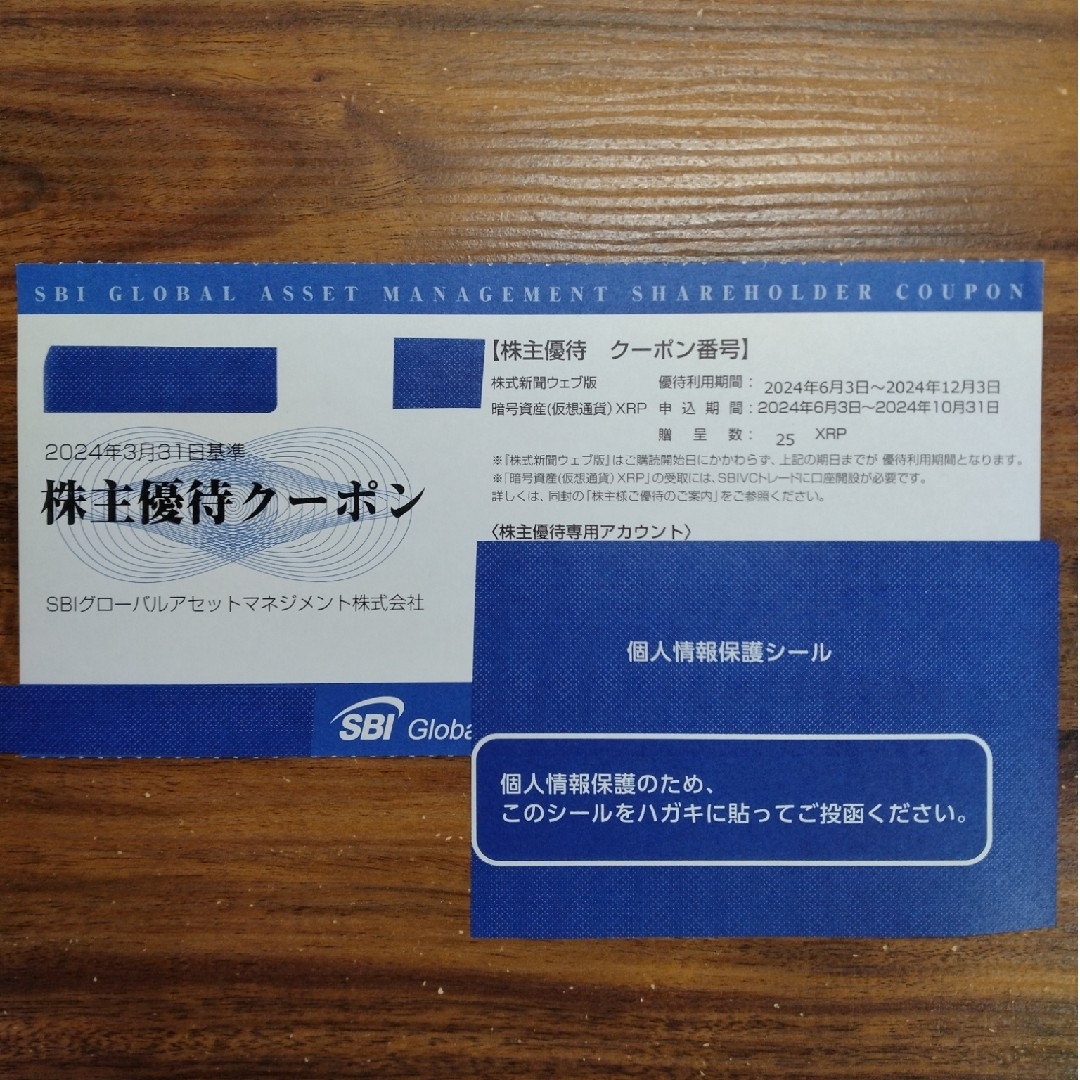 SBI GLOBAL ASSET MANAGEMENT SHAREHOLDER COUPON
2024年3月31日基準
株主優待クーポン
SBIグローバルアセットマネジメント株式会社
【株主優待 クーポン番号】
株式新聞ウェブ版 優待利用期間： 2024年6月3日～2024年12月3日
暗号資産(仮想通貨)XRP 申込期間：2024年6月3日～2024年10月31日
贈呈数： 25 XRP
※『株式新聞ウェブ版』はご購読開始日にかかわらず、上記の期日までが 優待利用期間となります。
※『暗号資産(仮想通貨)XRP』の受取には、SBIVCトレードに口座開設が必要です。
詳しくは、同封の「株主様ご優待のご案内」をご参照ください。
〈株主優待専用アカウント〉
SBI Globa
個人情報保護シール
個人情報保護のため、
このシールをハガキに貼ってご投函ください。